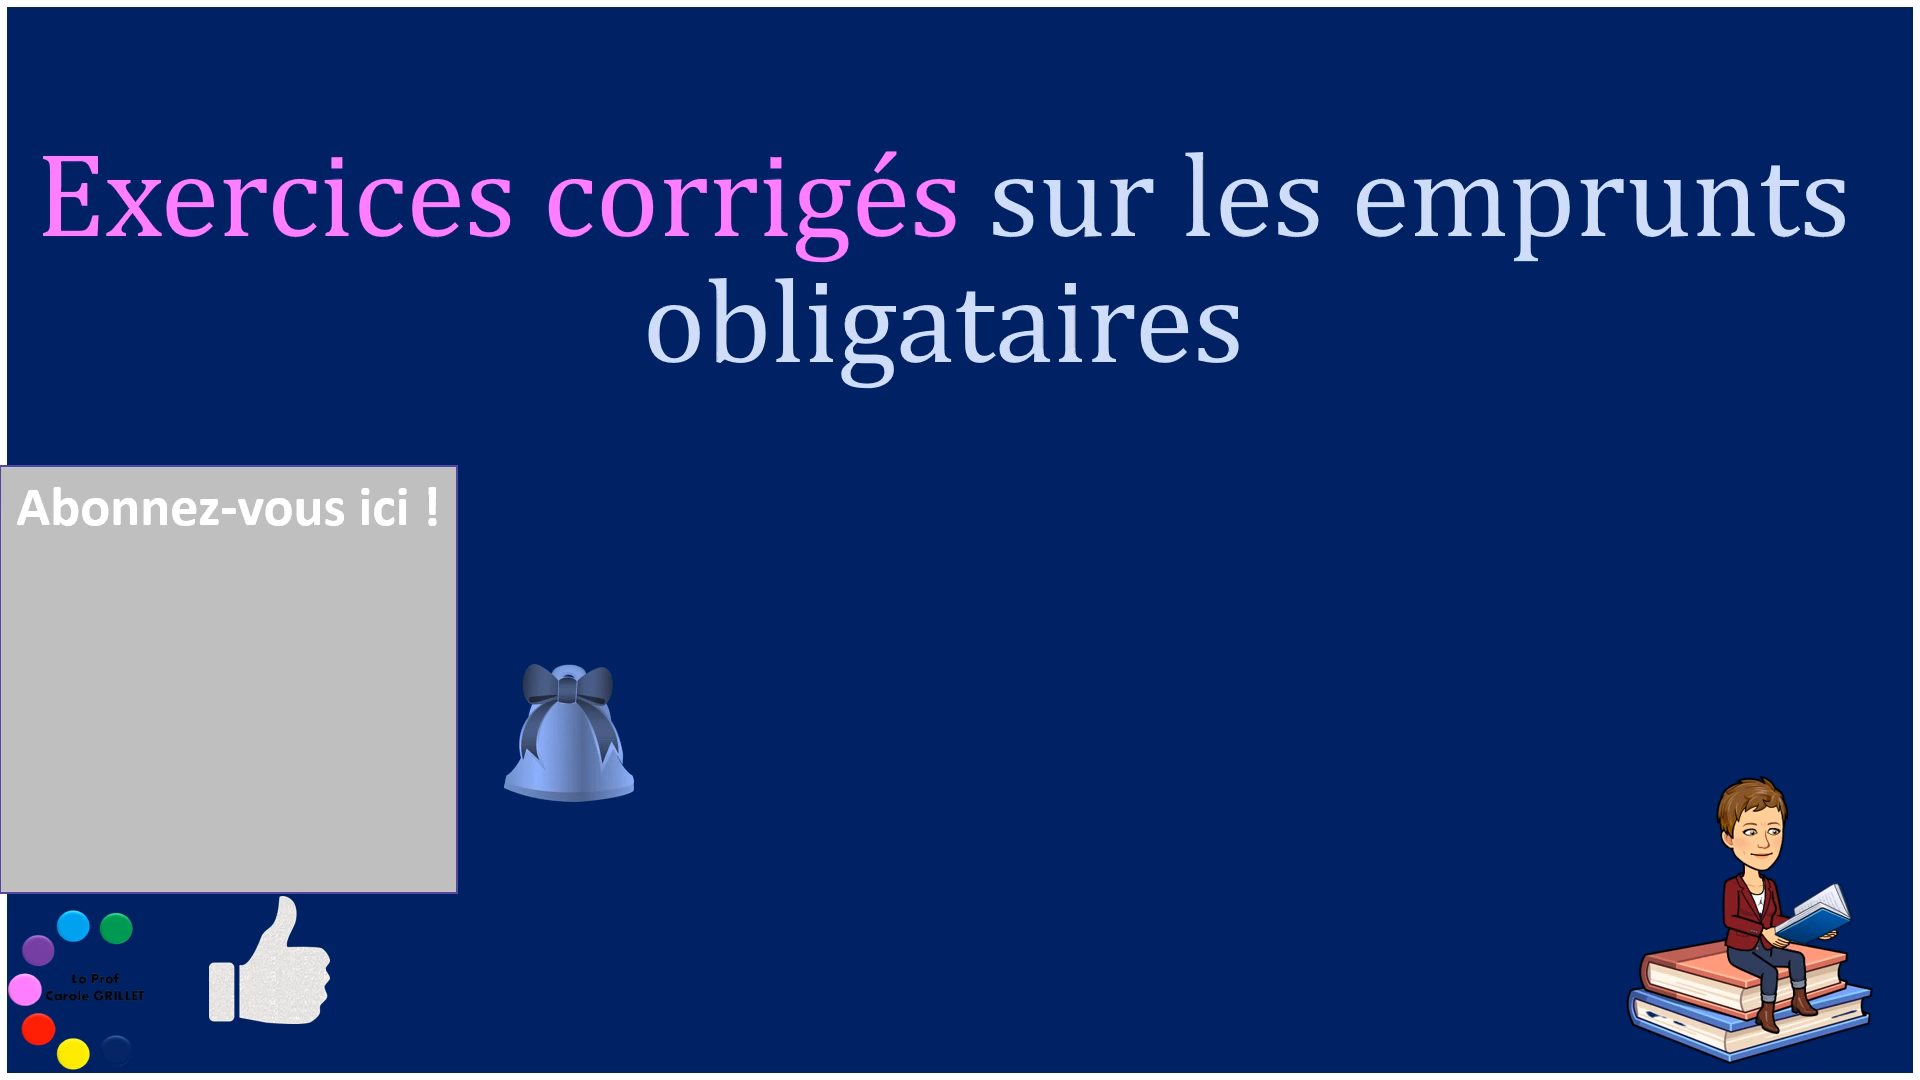 Exercices corrigés sur les emprunts
obligataires
Abonnez-vous ici !
La Prof
Carole GRILLET